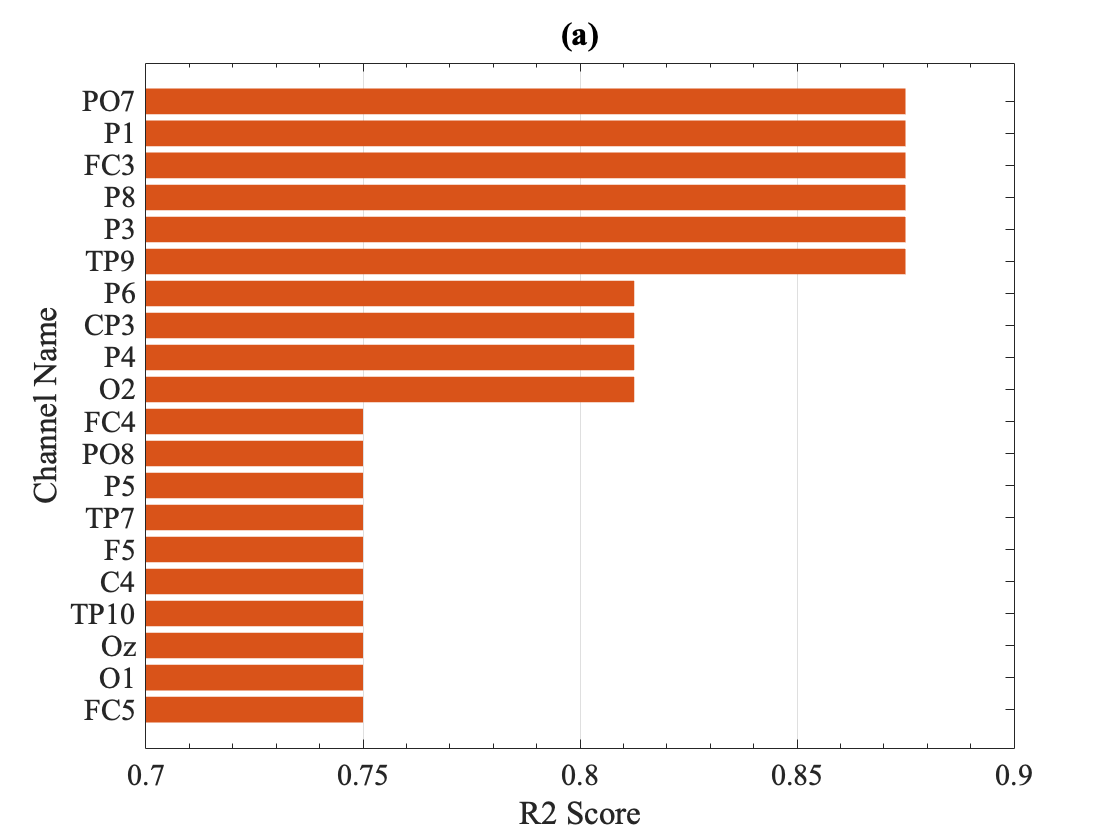 (a)
PO7
P1
FC3
P8
P3
TP9
P6
CP3
P4
O2
FC4
PO8
P5
TP7
F5
C4
TP10
Oz
O1
FC5
Channel Name
0.7 0.75 0.8 0.85 0.9
R2 Score